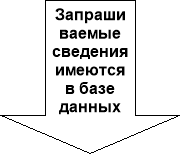 Запраши
ваемые
сведения
имеются
в базе
данных